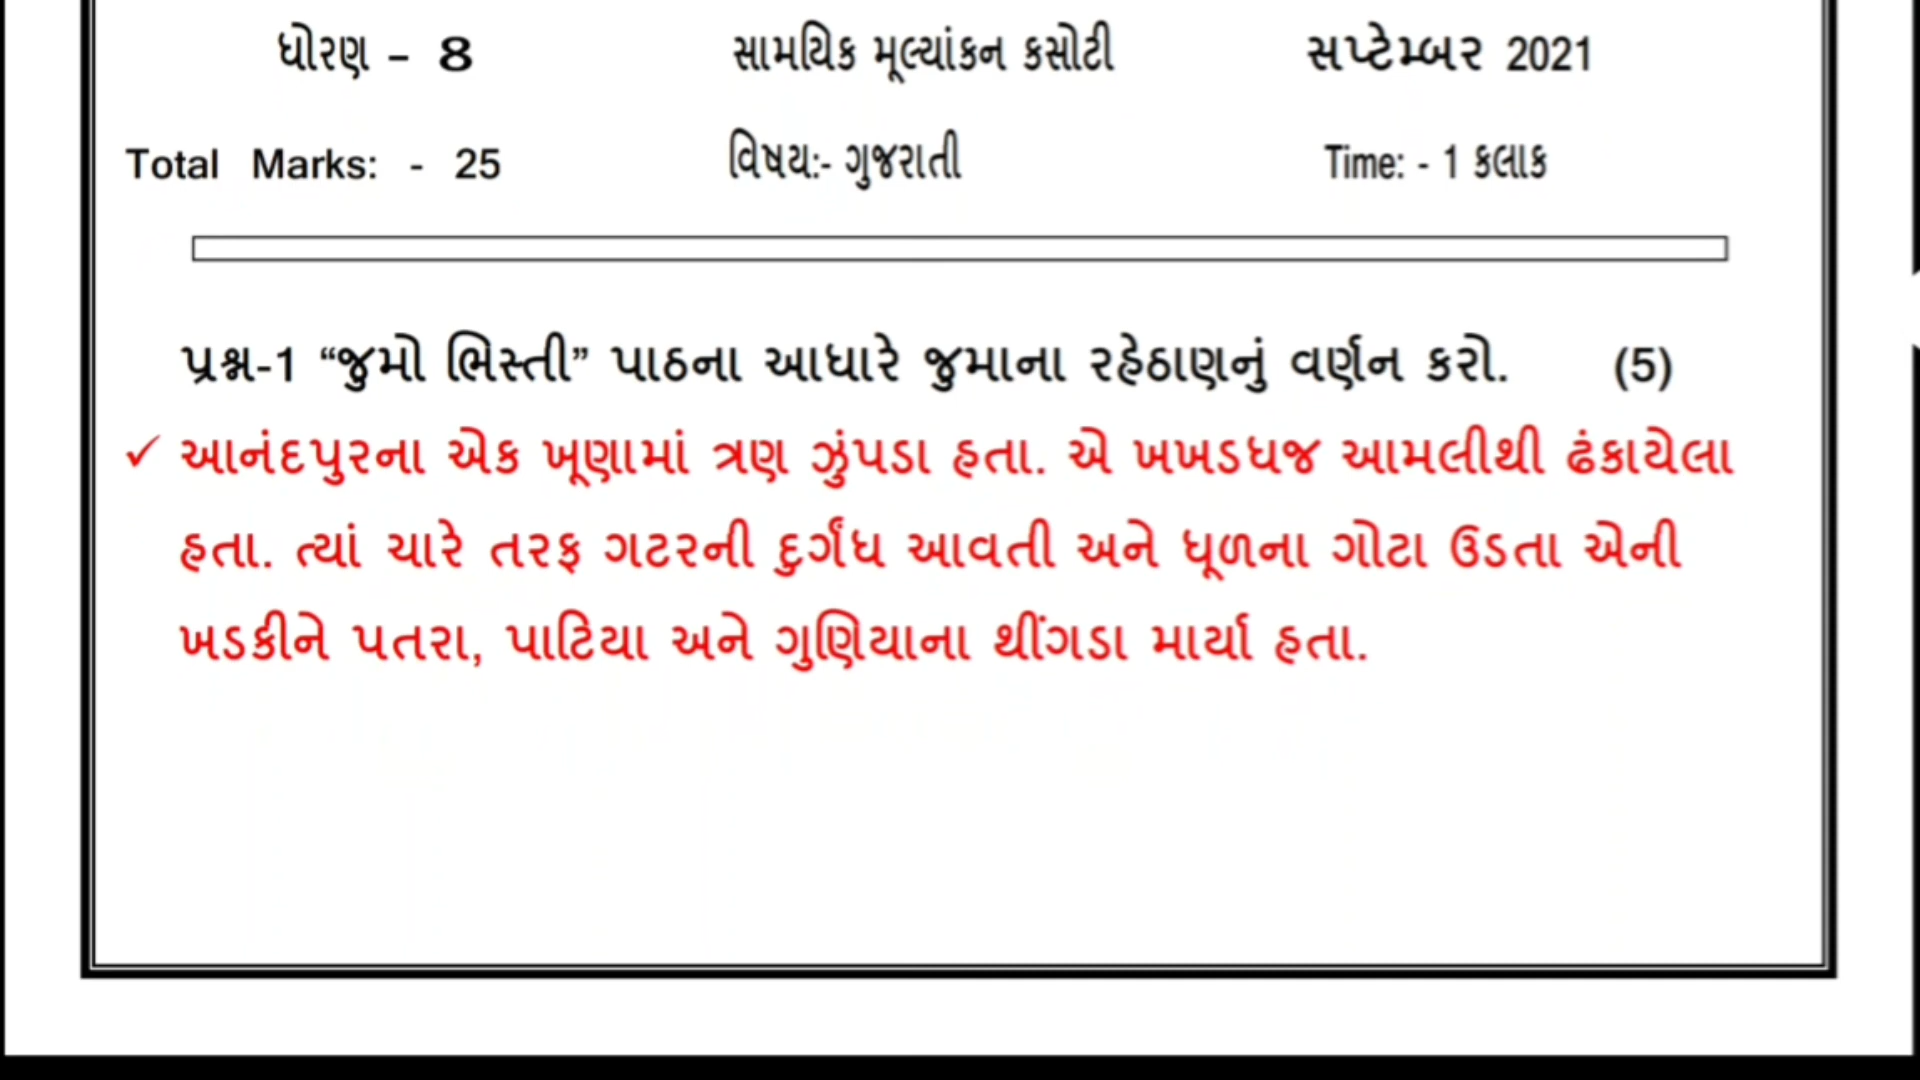 ધોરણ – 8 સામયિક મૂલ્યાંકન કસોટી સપ્ટેમ્બર 2021
Total Marks: - 25 વિષય:- ગુજરાતી Time: - 1 કલાક
પ્રશ્ન-1 “જુમો ભિસ્તી” પાઠના આધારે જુમાના રહેઠાણનું વર્ણન કરો. (5)
✓ આનંદપુરના એક ખૂણામાં ત્રણ ઝુંપડા હતા. એ ખખડધજ આમલીથી ઢંકાયેલા
હતા. ત્યાં ચારે તરફ ગટરની દુર્ગંધ આવતી અને ધૂળના ગોટા ઉડતા એની
ખડકીને પતરા, પાટિયા અને ગુણિયાના થીંગડા માર્યા હતા.